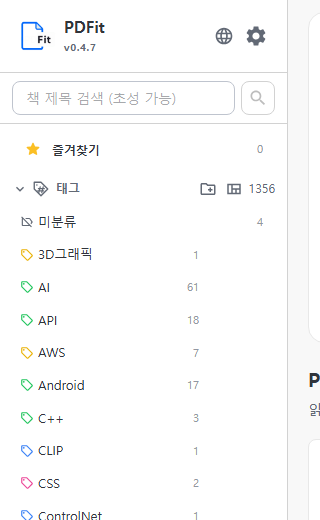 Fit
PDFit
v0.4.7
책 제목 검색 (초성 가능)
즐겨찾기 0
태그 1356
미분류 4
3D그래픽 1
AI 61
API 18
AWS 7
Android 17
C++ 3
CLIP 1
CSS 2
ControlNet 1
P